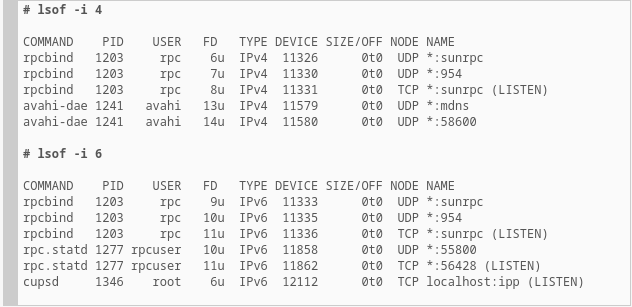 # lsof -i 4
COMMAND    PID    USER   FD   TYPE DEVICE SIZE/OFF NODE NAME
rpcbind   1203     rpc    6u  IPv4  11326      0t0  UDP *:sunrpc
rpcbind   1203     rpc    7u  IPv4  11330      0t0  UDP *:954
rpcbind   1203     rpc    8u  IPv4  11331      0t0  TCP *:sunrpc (LISTEN)
avahi-dae 1241   avahi   13u  IPv4  11579      0t0  UDP *:mdns
avahi-dae 1241   avahi   14u  IPv4  11580      0t0  UDP *:58600
# lsof -i 6
COMMAND    PID    USER   FD   TYPE DEVICE SIZE/OFF NODE NAME
rpcbind   1203     rpc    9u  IPv6  11333      0t0  UDP *:sunrpc
rpcbind   1203     rpc   10u  IPv6  11335      0t0  UDP *:954
rpcbind   1203     rpc   11u  IPv6  11336      0t0  TCP *:sunrpc (LISTEN)
rpc.statd 1277 rpcuser   10u  IPv6  11858      0t0  UDP *:55800
rpc.statd 1277 rpcuser   11u  IPv6  11862      0t0  TCP *:56428 (LISTEN)
cupsd     1346    root    6u  IPv6  12112      0t0  TCP localhost:ipp (LISTEN)